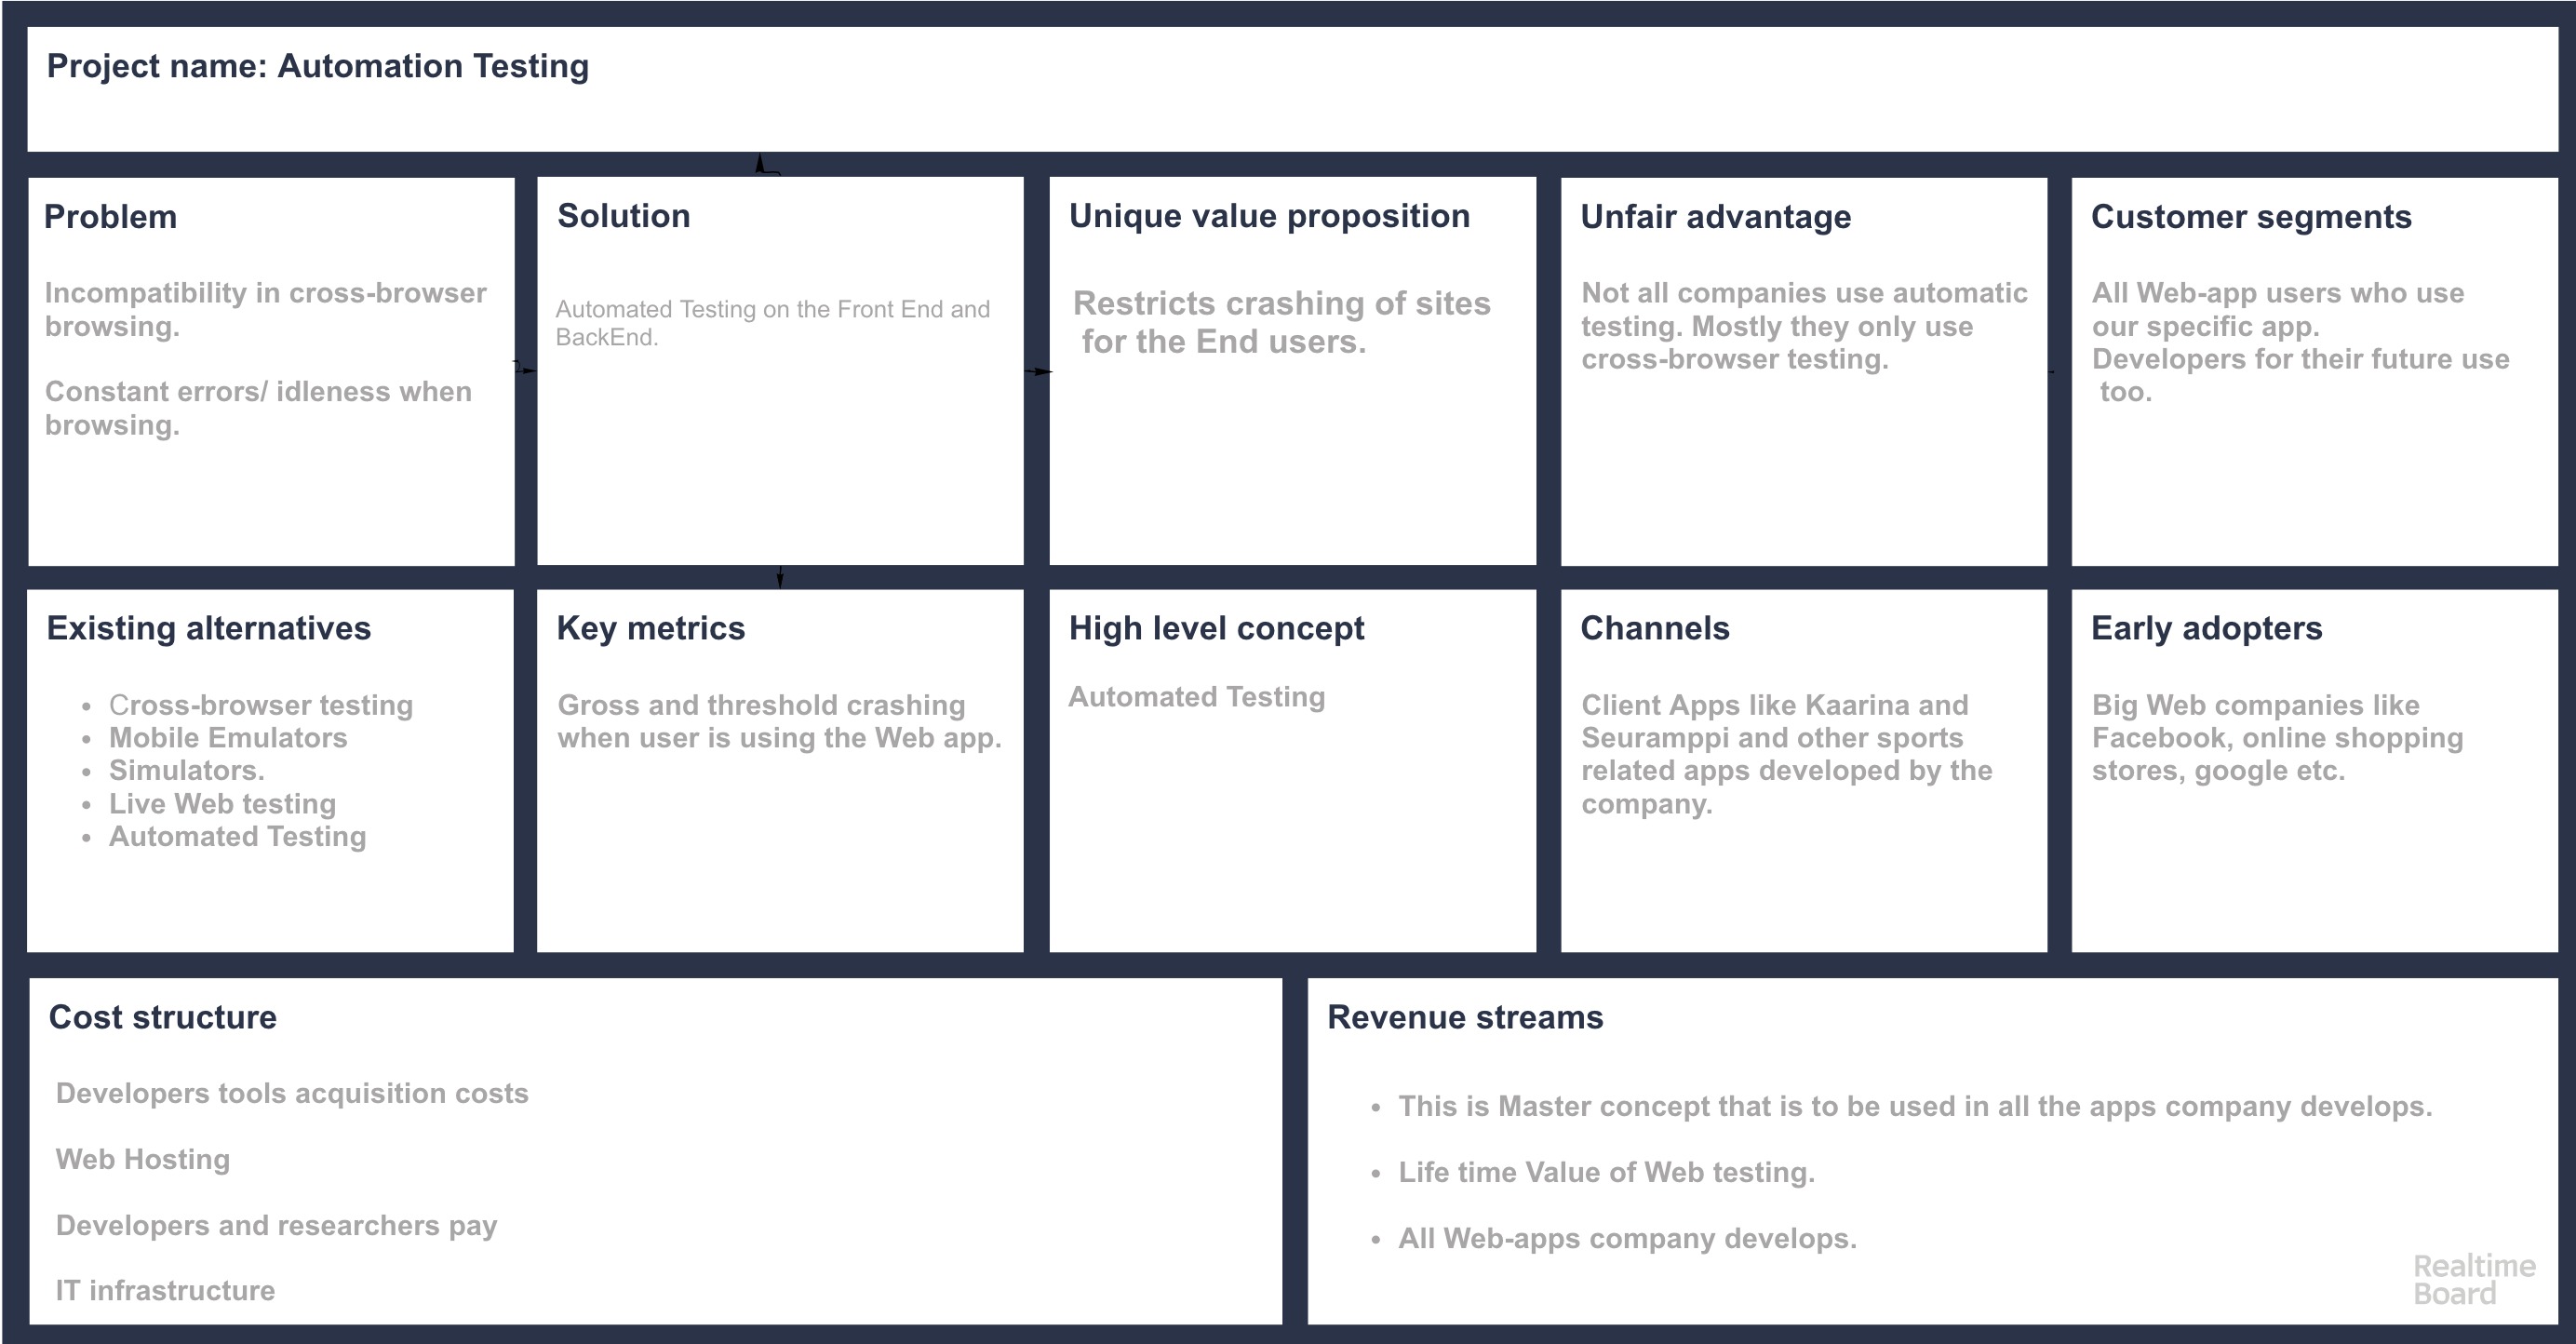 Project name: Automation Testing
Problem
Incompatibility in cross-browser
browsing.
Constant errors/ idleness when
browsing.
Solution
Automated Testing on the Front End and
BackEnd.
Unique value proposition
Restricts crashing of sites
for the End users.
Unfair advantage
Not all companies use automatic
testing. Mostly they only use
cross-browser testing.
Customer segments
All Web-app users who use
our specific app.
Developers for their future use
too.
Existing alternatives
• Cross-browser testing
• Mobile Emulators
• Simulators.
• Live Web testing
• Automated Testing
Key metrics
Gross and threshold crashing
when user is using the Web app.
High level concept
Automated Testing
Channels
Client Apps like Kaarina and
Seuramppi and other sports
related apps developed by the
company.
Early adopters
Big Web companies like
Facebook, online shopping
stores, google etc.
Cost structure
Developers tools acquisition costs
Web Hosting
Developers and researchers pay
IT infrastructure
Revenue streams
• This is Master concept that is to be used in all the apps company develops.
• Life time Value of Web testing.
• All Web-apps company develops.
Realtime
Board